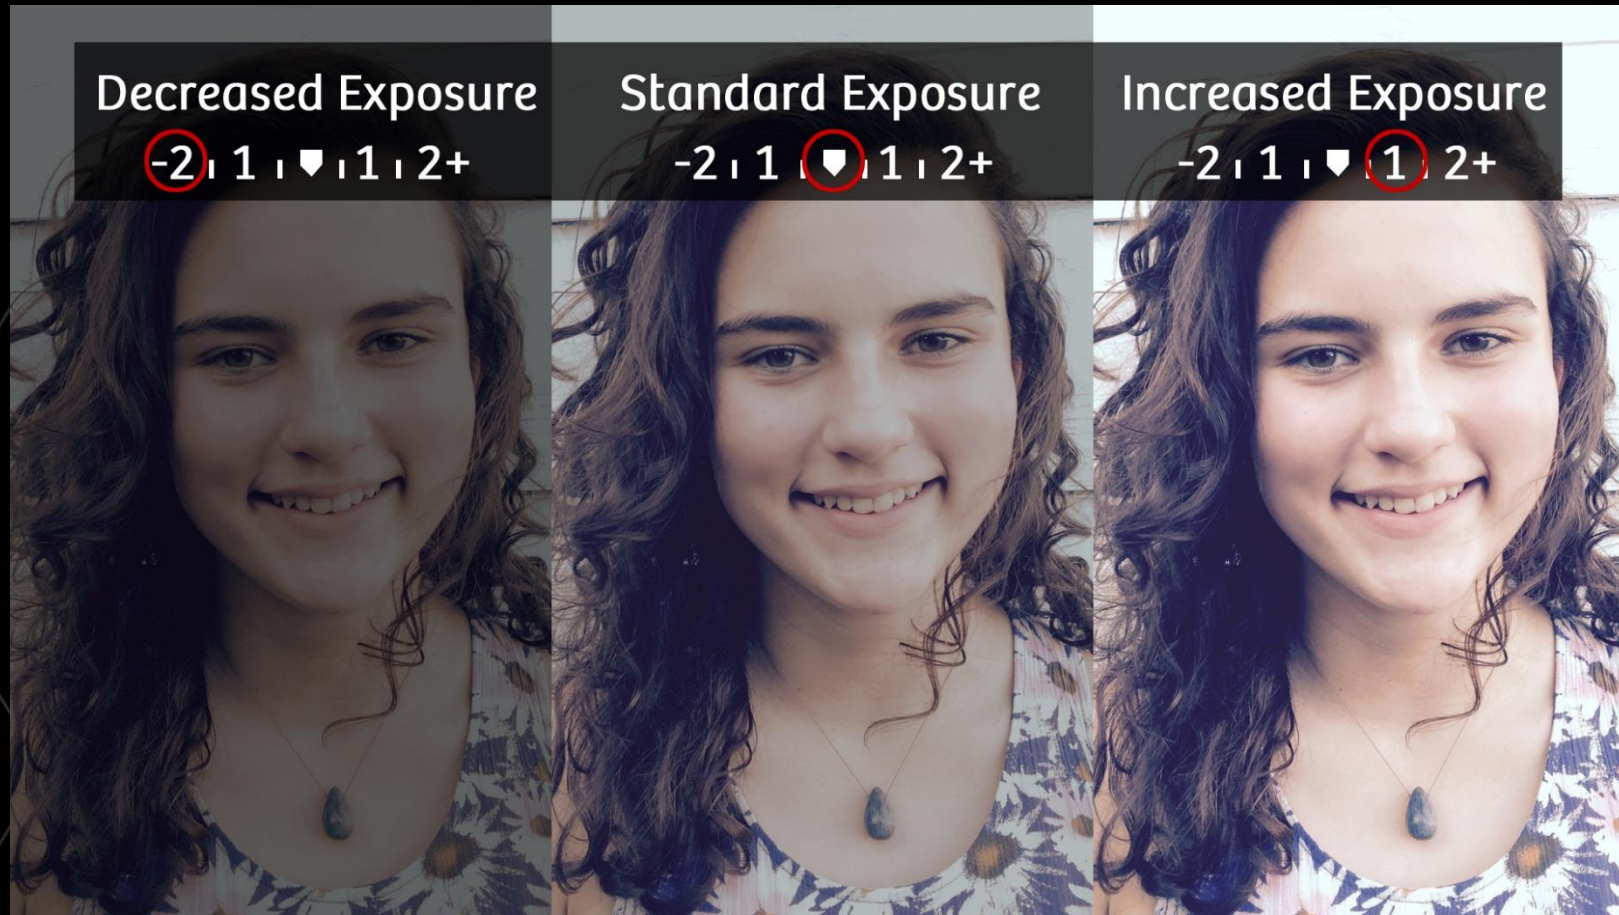 Decreased Exposure
-2 ı 1 ı ı 1 ı 2+
Standard Exposure
-2 ı 1 ı ı 1 ı 2+
Increased Exposure
-2 ı 1 ı ı 1 ı 2+